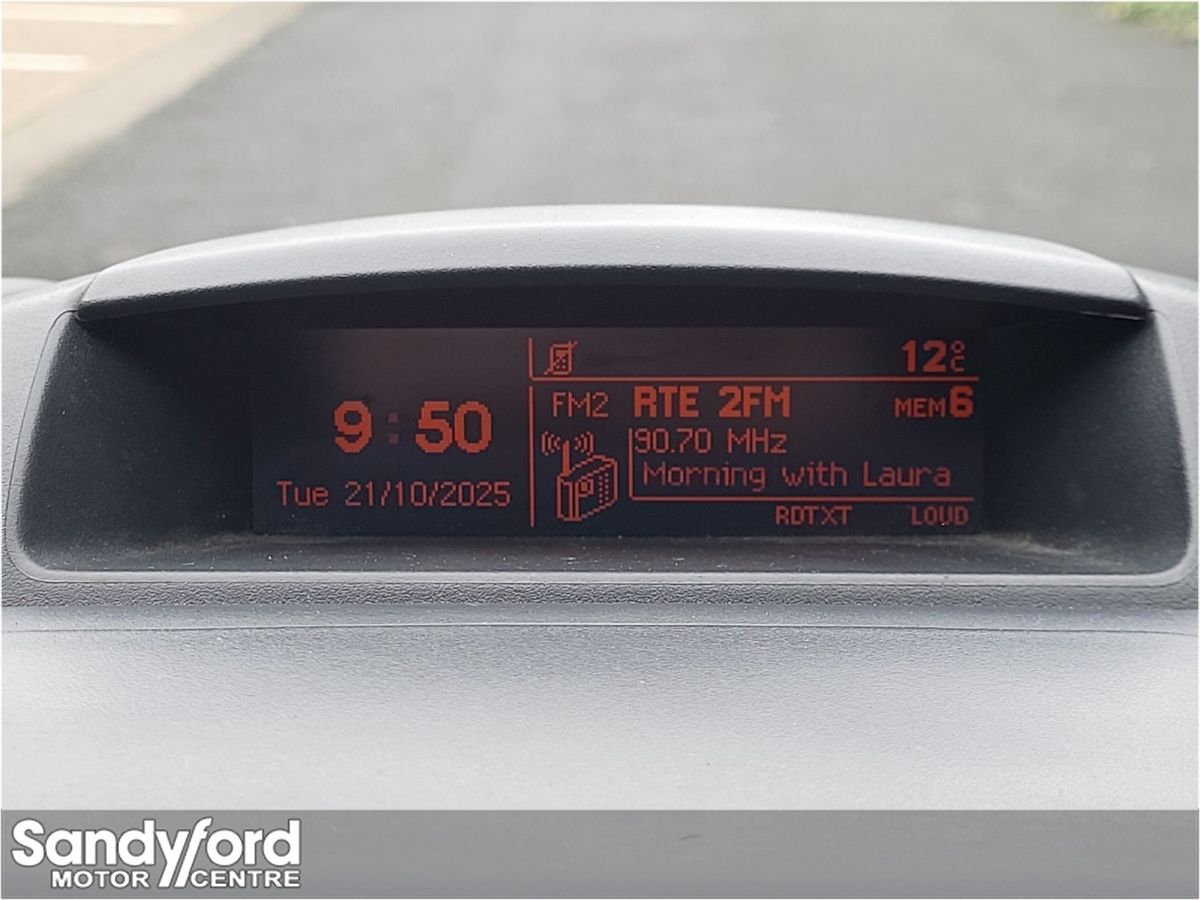 9:50
Tue 21/10/2025
12°C
FM2 RTE 2FM MEM6
90.70 MHz
Morning with Laura
RDTXT LOUD
Sandyford
MOTOR CENTRE